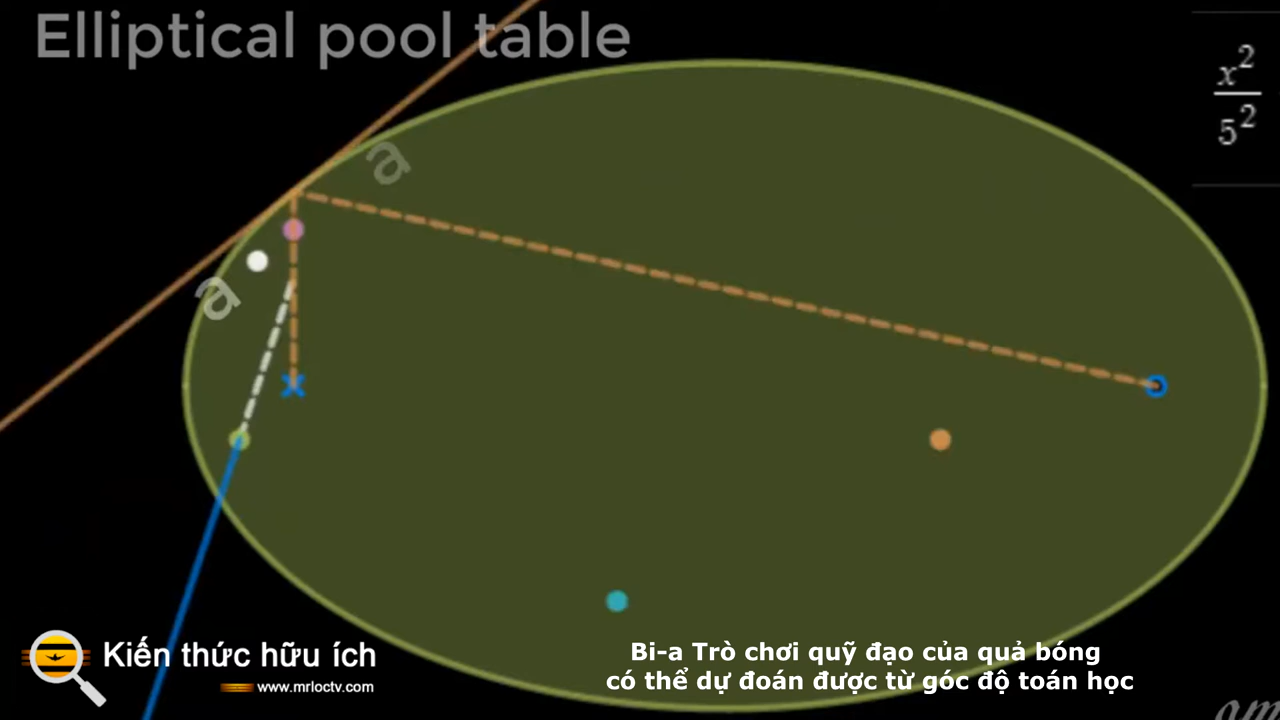 Elliptical pool table
x²
5²
a
a
Kiến thức hữu ích
www.mrloctv.com
Bi-a Trò chơi quỹ đạo của quả bóng
có thể dự đoán được từ góc độ toán học